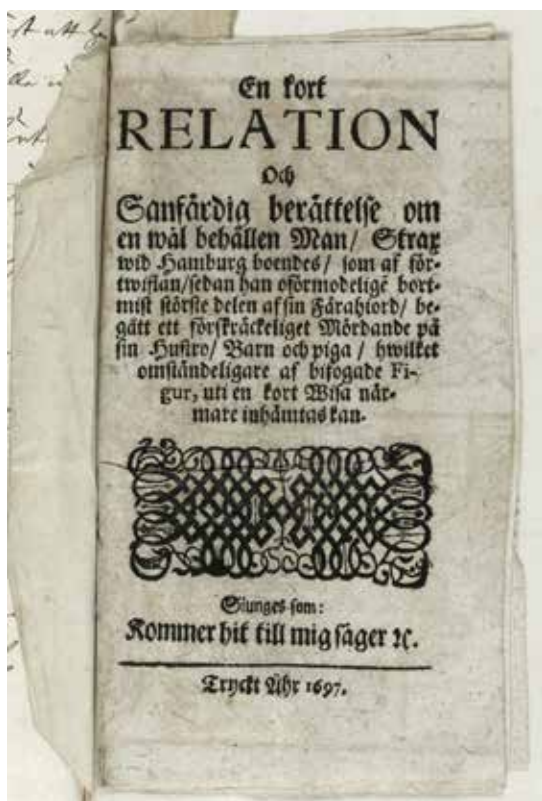 En kort
RELATION
Och
Sanfärdig berättelse om
en wäl behållen Man/ Strax
wid Hamburg boendes/ som af för-
twiflan/sedan han oförmodelige bort-
mist störste delen af sin Fårahiord/ be-
gått ett förskräckeliget Mördande på
sin Hustro/ Barn och piga / hwilket
omständeligare af bifogade Fi-
gur, uti en kort Wisa när-
mare inhämtas kan.
Siunges som:
Kommer hit till mig säger ꝛc.
Tryckt Åhr 1697.